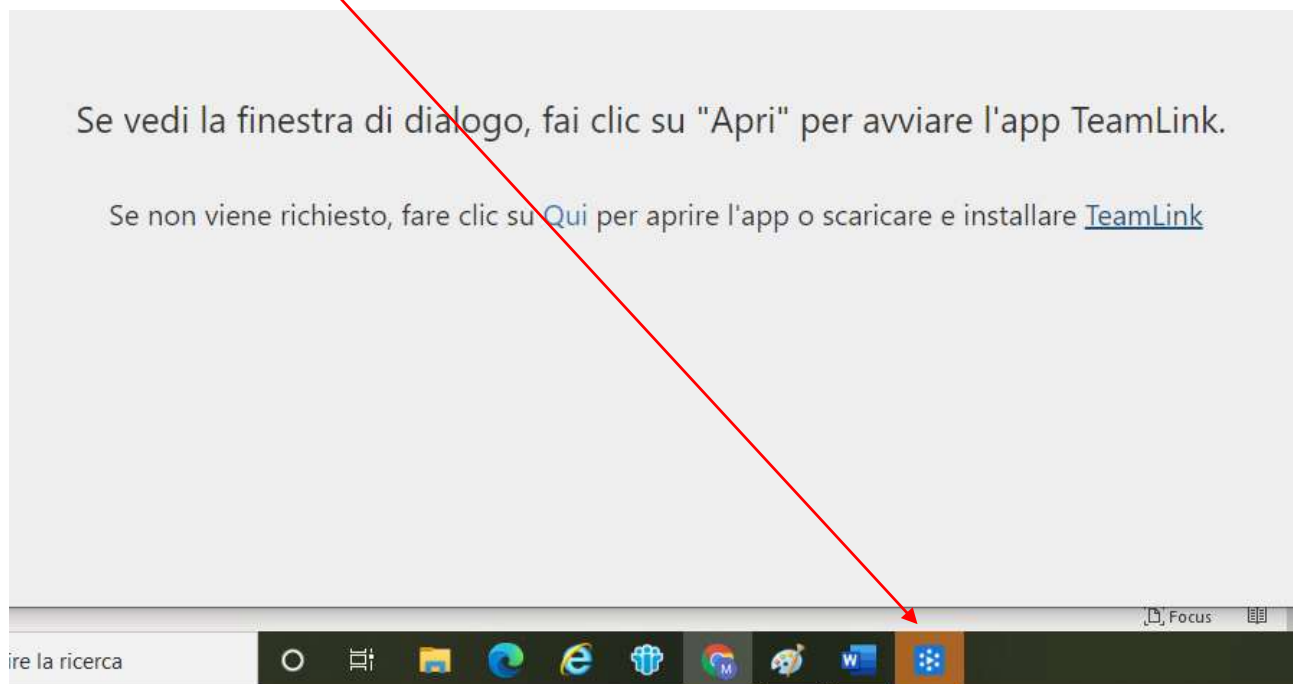 Se vedi la finestra di dialogo, fai clic su "Apri" per avviare l'app TeamLink.
Se non viene richiesto, fare clic su Qui per aprire l'app o scaricare e installare TeamLink
Focus
ire la ricerca